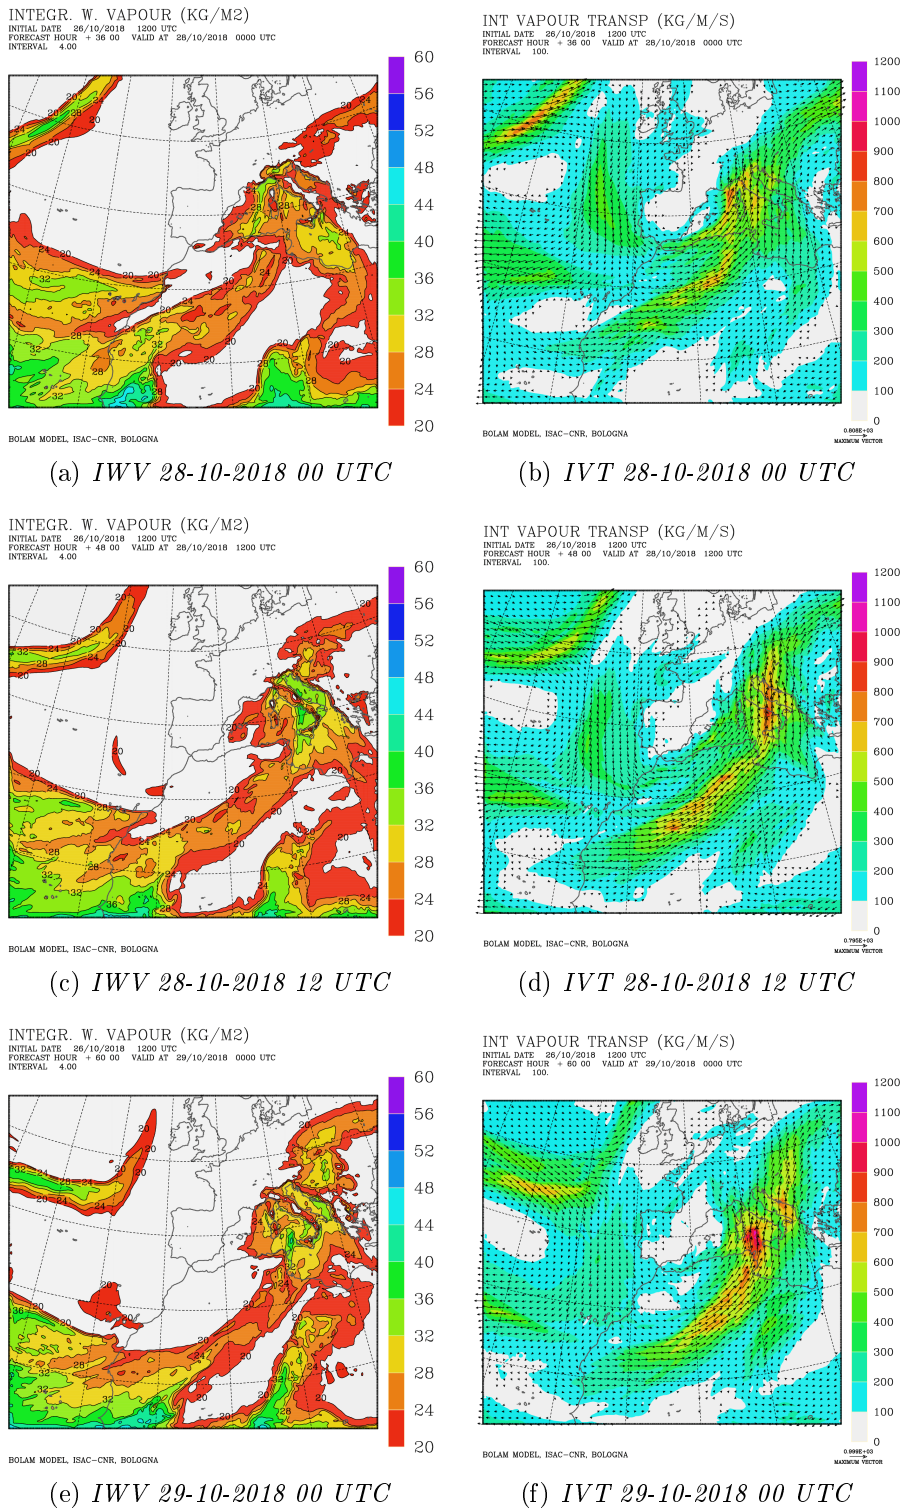 INTEGR. W. VAPOUR (KG/M2)
INITIAL DATE 26/10/2018 1200 UTC
FORECAST HOUR + 36 00 VALID AT 28/10/2018 0000 UTC
INTERVAL 4.00
60
56
52
48
44
40
36
32
28
24
20
BOLAM MODEL, ISAC-CNR, BOLOGNA
(a) IWV 28-10-2018 00 UTC
INT VAPOUR TRANSP (KG/M/S)
INITIAL DATE 26/10/2018 1200 UTC
FORECAST HOUR + 36 00 VALID AT 28/10/2018 0000 UTC
INTERVAL 100.
1200
1100
1000
900
800
700
600
500
400
300
200
100
0
0.808E+03
MAXIMUM VECTOR
BOLAM MODEL, ISAC-CNR, BOLOGNA
(b) IVT 28-10-2018 00 UTC
INTEGR. W. VAPOUR (KG/M2)
INITIAL DATE 26/10/2018 1200 UTC
FORECAST HOUR + 48 00 VALID AT 28/10/2018 1200 UTC
INTERVAL 4.00
60
56
52
48
44
40
36
32
28
24
20
BOLAM MODEL, ISAC-CNR, BOLOGNA
(c) IWV 28-10-2018 12 UTC
INT VAPOUR TRANSP (KG/M/S)
INITIAL DATE 26/10/2018 1200 UTC
FORECAST HOUR + 48 00 VALID AT 28/10/2018 1200 UTC
INTERVAL 100.
1200
1100
1000
900
800
700
600
500
400
300
200
100
0
0.795E+03
MAXIMUM VECTOR
BOLAM MODEL, ISAC-CNR, BOLOGNA
(d) IVT 28-10-2018 12 UTC
INTEGR. W. VAPOUR (KG/M2)
INITIAL DATE 26/10/2018 1200 UTC
FORECAST HOUR + 60 00 VALID AT 29/10/2018 0000 UTC
INTERVAL 4.00
60
56
52
48
44
40
36
32
28
24
20
BOLAM MODEL, ISAC-CNR, BOLOGNA
(e) IWV 29-10-2018 00 UTC
INT VAPOUR TRANSP (KG/M/S)
INITIAL DATE 26/10/2018 1200 UTC
FORECAST HOUR + 60 00 VALID AT 29/10/2018 0000 UTC
INTERVAL 100.
1200
1100
1000
900
800
700
600
500
400
300
200
100
0
0.999E+03
MAXIMUM VECTOR
BOLAM MODEL, ISAC-CNR, BOLOGNA
(f) IVT 29-10-2018 00 UTC